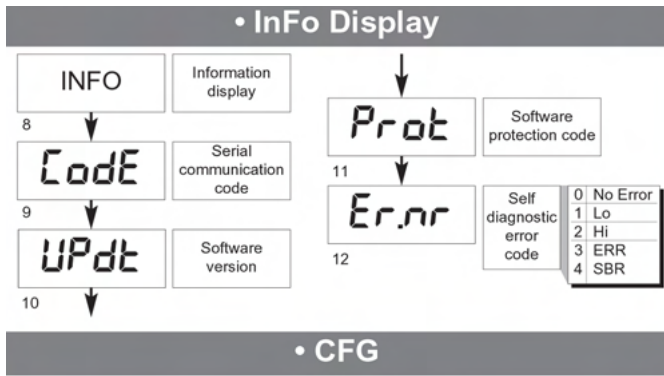 • InFo Display
INFO
Information
display
8
CodE
Serial
communication
code
9
UPdt
Software
version
10
Prot
Software
protection code
11
Er.nr
Self
diagnostic
error
code
0 No Error
1 Lo
2 Hi
3 ERR
4 SBR
12
• CFG